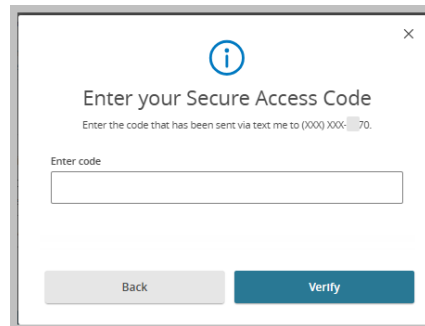 Enter your Secure Access Code
Enter the code that has been sent via text me to (XXX) XXX- 70.
Enter code
Back
Verify